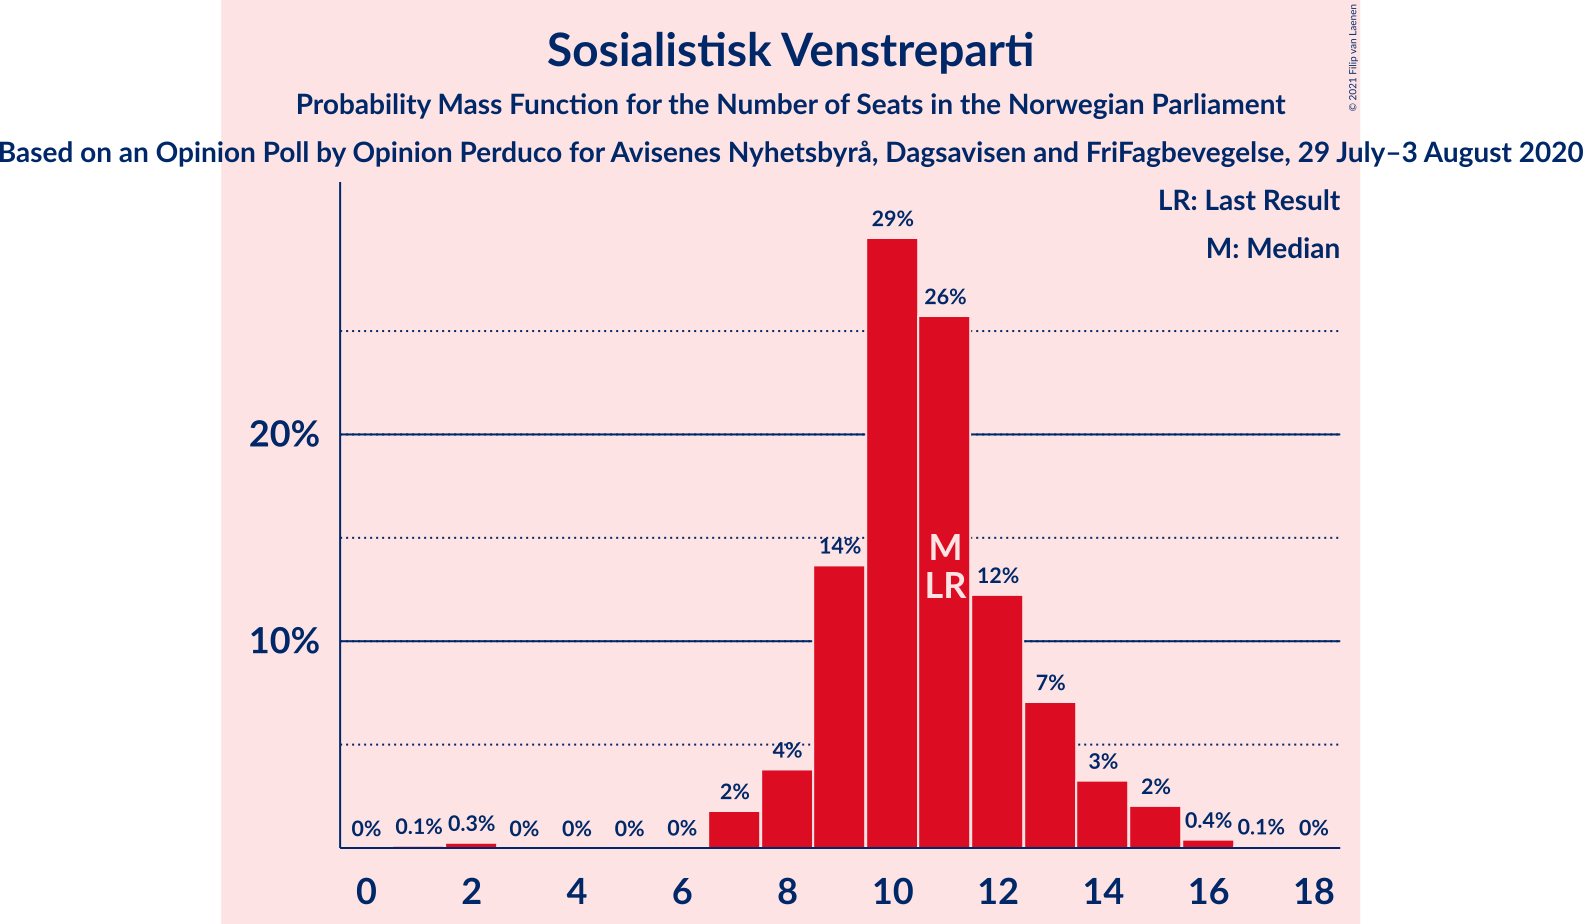 Sosialistisk Venstreparti
Probability Mass Function for the Number of Seats in the Norwegian Parliament
Based on an Opinion Poll by Opinion Perduco for Avisenes Nyhetsbyrå, Dagsavisen and FriFagbevegelse, 29 July–3 August 2020
© 2021 Filip van Laenen
LR: Last Result
M: Median
29%
26%
20%
14%
M
LR
12%
10%
7%
4%
3%
2%
2%
0% 0.1% 0.3% 0% 0% 0% 0% 0.4% 0.1% 0%
0 2 4 6 8 10 12 14 16 18